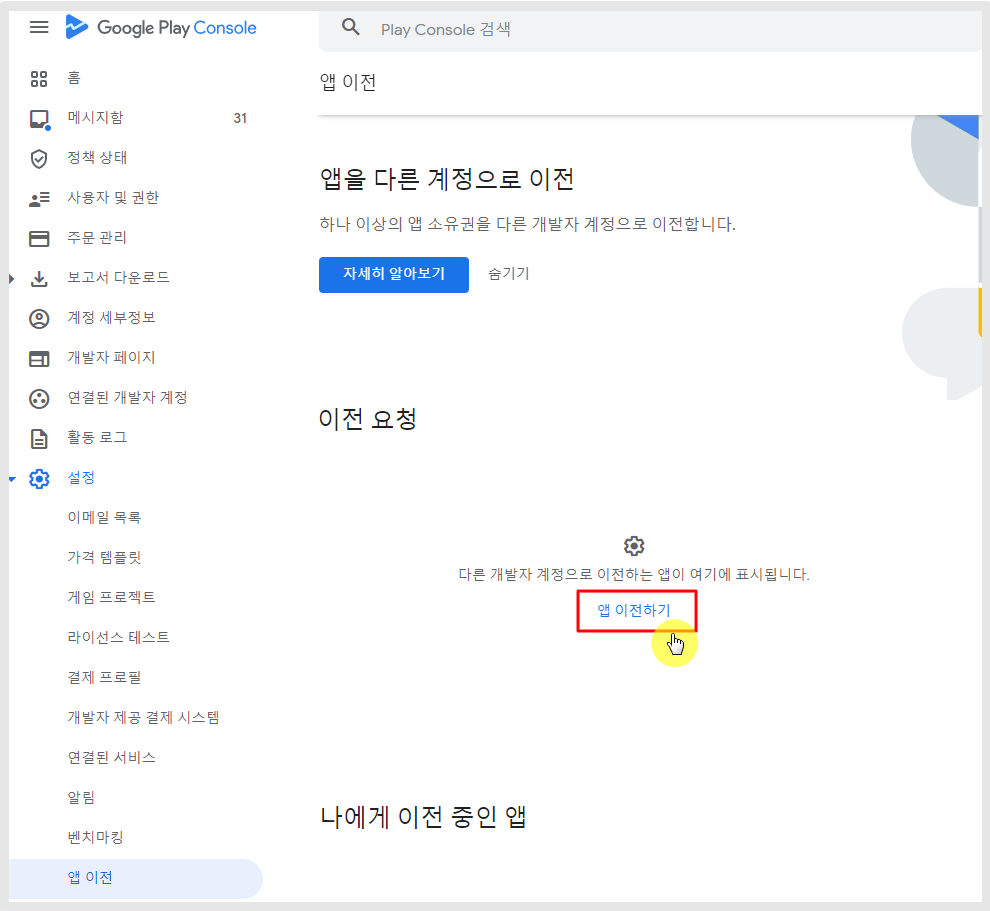 Google Play Console
Play Console 검색
홈
메시지함 31
정책 상태
사용자 및 권한
주문 관리
보고서 다운로드
계정 세부정보
개발자 페이지
연결된 개발자 계정
활동 로그
설정
이메일 목록
가격 템플릿
게임 프로젝트
라이선스 테스트
결제 프로필
개발자 제공 결제 시스템
연결된 서비스
알림
벤치마킹
앱 이전
앱 이전
앱을 다른 계정으로 이전
하나 이상의 앱 소유권을 다른 개발자 계정으로 이전합니다.
자세히 알아보기 숨기기
이전 요청
다른 개발자 계정으로 이전하는 앱이 여기에 표시됩니다.
앱 이전하기
나에게 이전 중인 앱